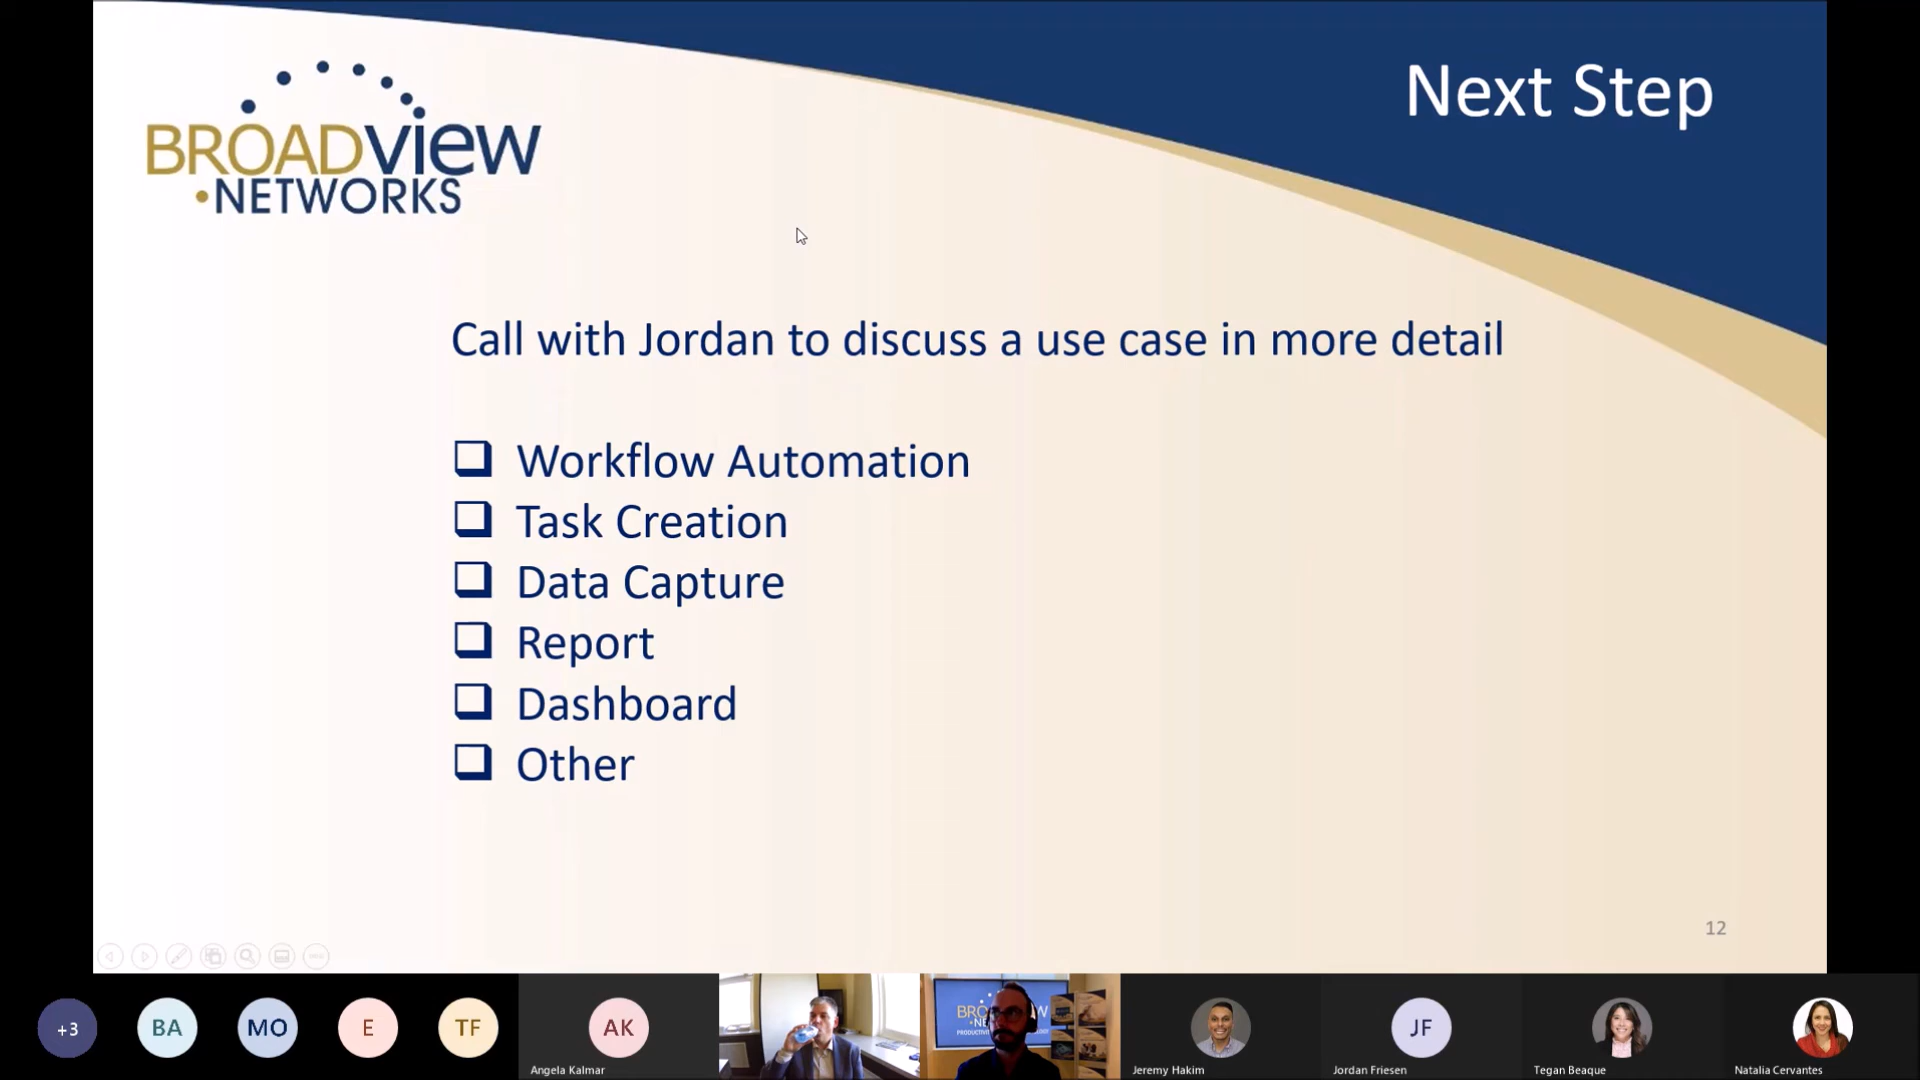 Next Step
BROADVIEW
NETWORKS
Call with Jordan to discuss a use case in more detail
Workflow Automation
Task Creation
Data Capture
Report
Dashboard
Other
12
+3
BA
MO
E
TF
AK
Angela Kalmar
Jeremy Hakim
JF
Jordan Friesen
Tegan Beaque
Natalia Cervantes